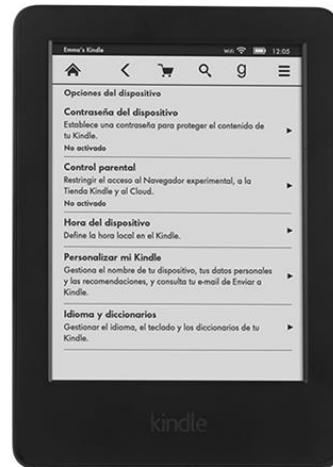 Emma's Kindle
WiFi 12:05
g
Opciones del dispositivo
Contraseña del dispositivo
Establece una contraseña para proteger el contenido de
tu Kindle.
No activado
Control parental
Restringir el acceso al Navegador experimental, a la
Tienda Kindle y al Cloud.
No activado
Hora del dispositivo
Define la hora local en el Kindle.
Personalizar mi Kindle
Gestiona el nombre de tu dispositivo, tus datos personales
y las recomendaciones, y consulta tu e-mail de Enviar a
Kindle.
Idioma y diccionarios
Gestionar el idioma, el teclado y los diccionarios de tu
Kindle.
kindle